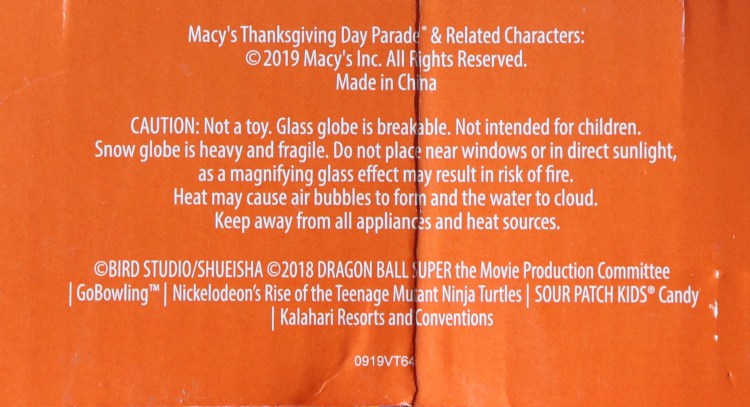 Macy's Thanksgiving Day Parade® & Related Characters:
© 2019 Macy's Inc. All Rights Reserved.
Made in China
CAUTION: Not a toy. Glass globe is breakable. Not intended for children.
Snow globe is heavy and fragile. Do not place near windows or in direct sunlight,
as a magnifying glass effect may result in risk of fire.
Heat may cause air bubbles to form and the water to cloud.
Keep away from all appliances and heat sources.
©BIRD STUDIO/SHUEISHA ©2018 DRAGON BALL SUPER the Movie Production Committee
| GoBowling™ | Nickelodeon's Rise of the Teenage Mutant Ninja Turtles | SOUR PATCH KIDS® Candy
| Kalahari Resorts and Conventions
0919VT64